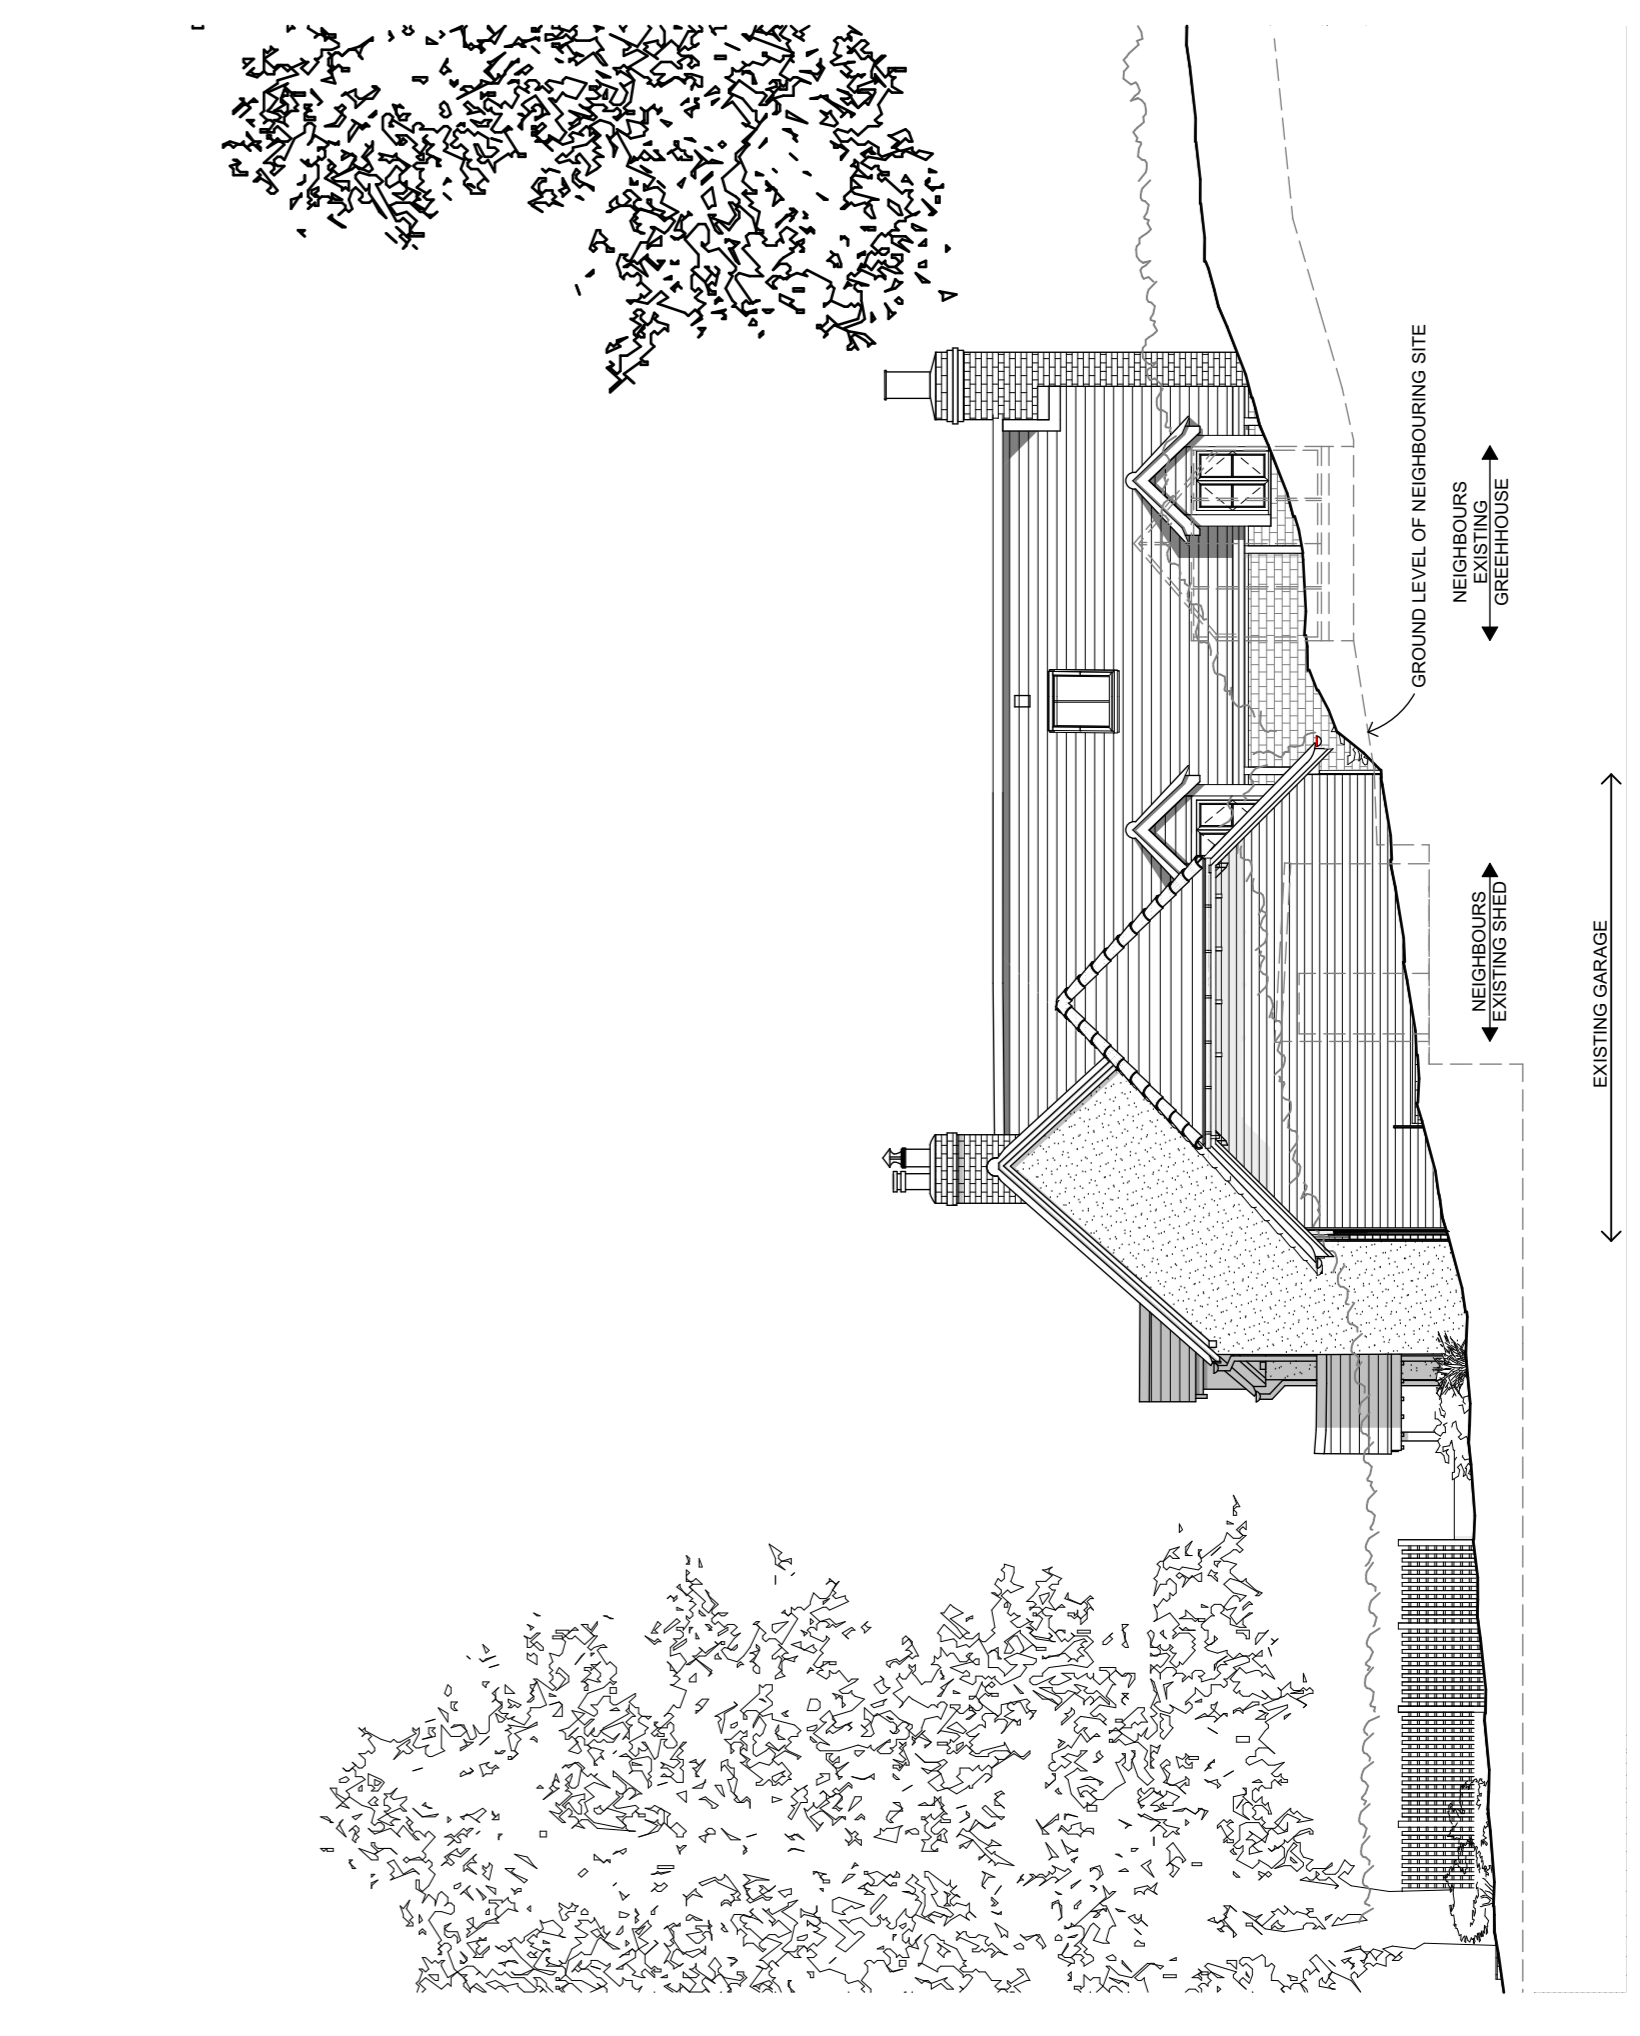 GROUND LEVEL OF NEIGHBOURING SITE
NEIGHBOURS
EXISTING
GREEHHOUSE
NEIGHBOURS
EXISTING SHED
EXISTING GARAGE